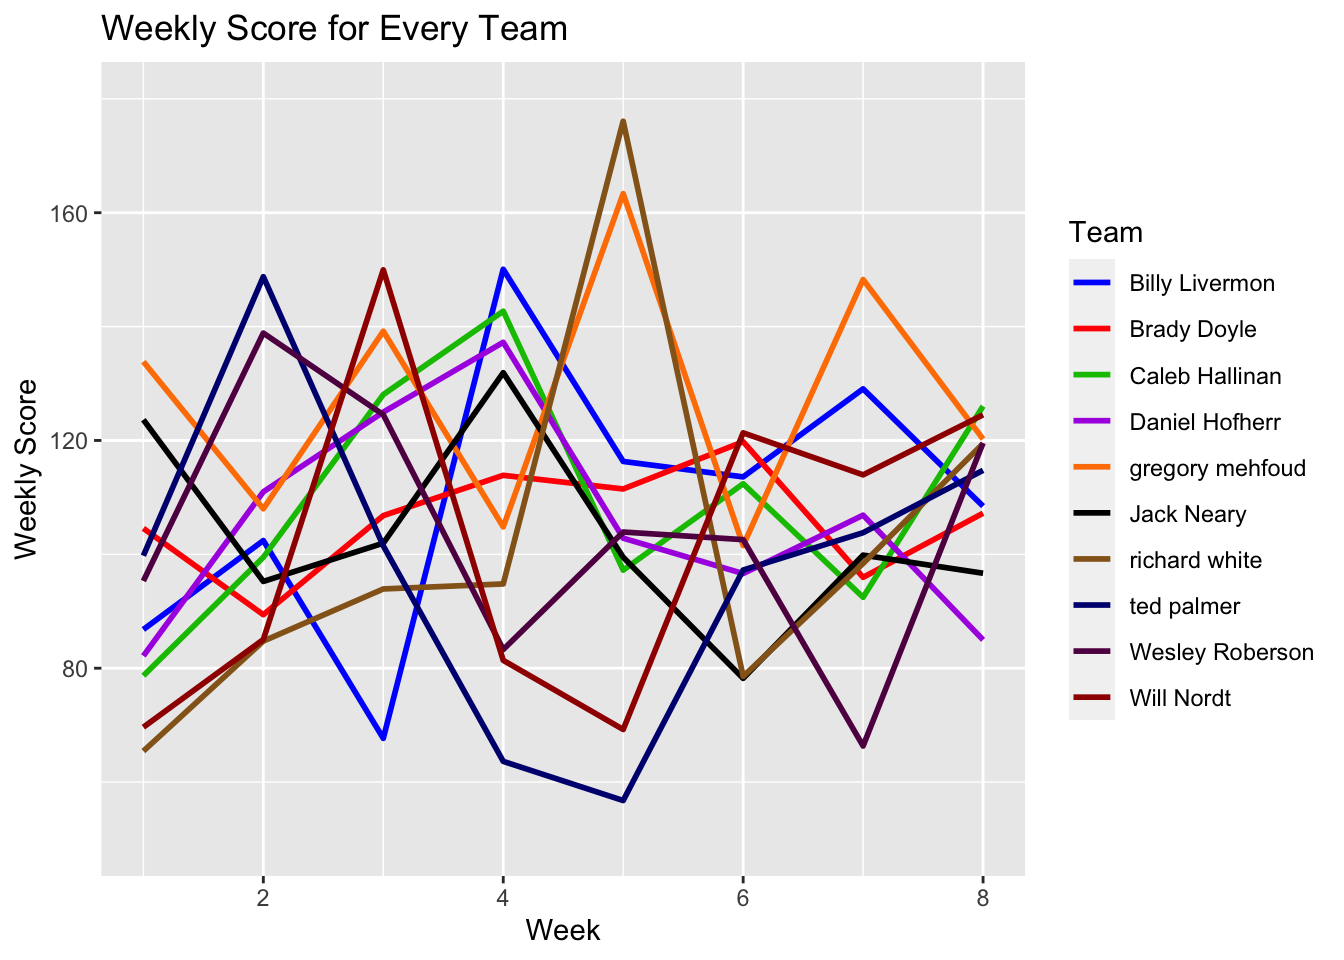 Weekly Score for Every Team
Weekly Score
160
120
80
2 4 6 8
Week
Team
Billy Livermon
Brady Doyle
Caleb Hallinan
Daniel Hofherr
gregory mehfoud
Jack Neary
richard white
ted palmer
Wesley Roberson
Will Nordt